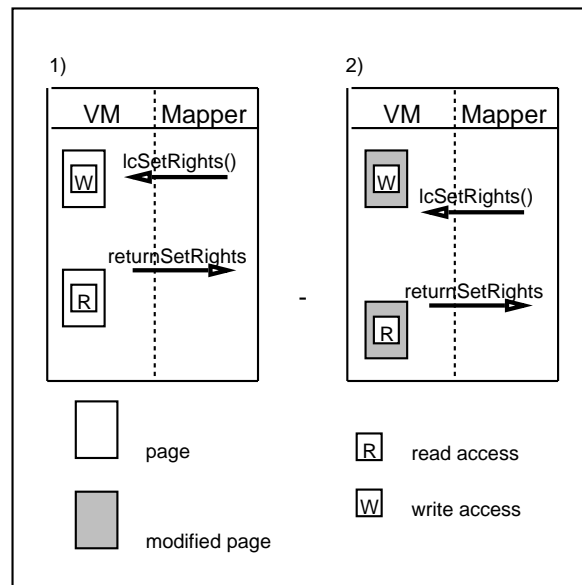 1)
VM Mapper
lcSetRights()
W
returnSetRights
R
-
2)
VM Mapper
W
lcSetRights()
returnSetRights
R
page
R read access
W write access
modified page